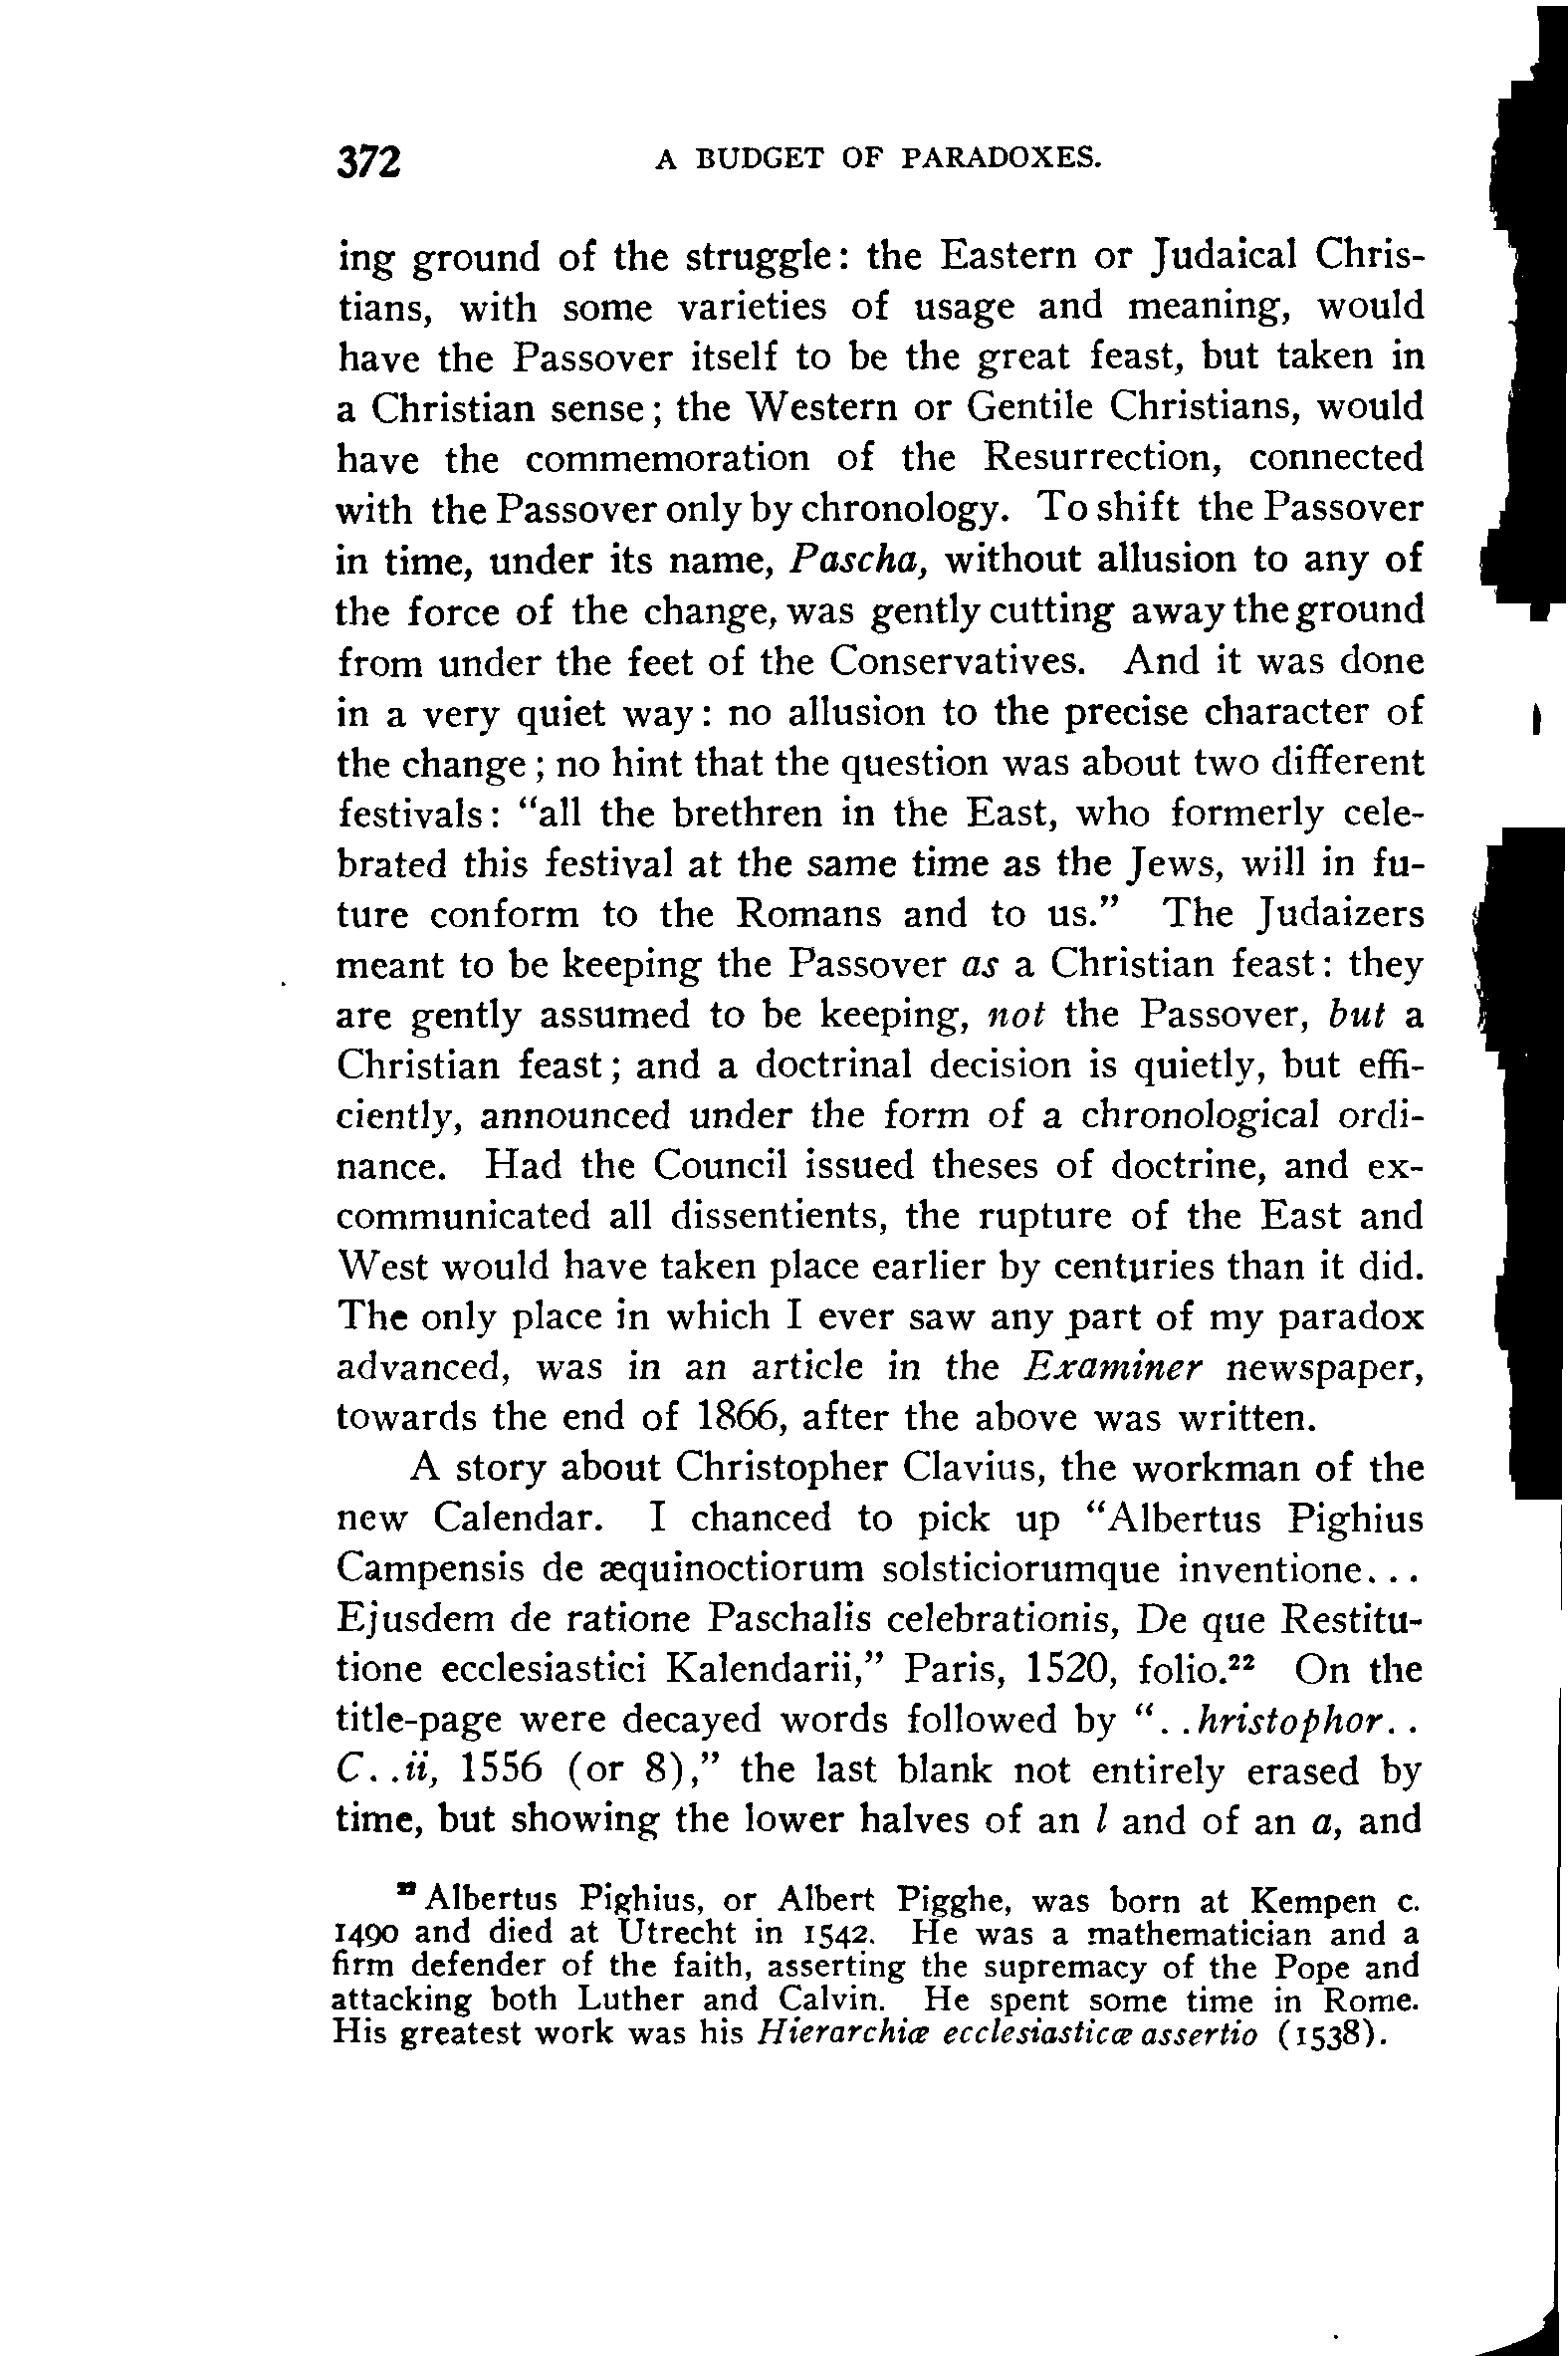 372 A BUDGET OF PARADOXES.
ing ground of the struggle: the Eastern or Judaical Chris-
tians, with some varieties of usage and meaning, would
have the Passover itself to be the great feast, but taken in
a Christian sense; the Western or Gentile Christians, would
have the commemoration of the Resurrection, connected
with the Passover only by chronology. To shift the Passover
in time, under its name, Pascha, without allusion to any of
the force of the change, was gently cutting away the ground
from under the feet of the Conservatives. And it was done
in a very quiet way: no allusion to the precise character of
the change; no hint that the question was about two different
festivals: "all the brethren in the East, who formerly cele-
brated this festival at the same time as the Jews, will in fu-
ture conform to the Romans and to us." The Judaizers
meant to be keeping the Passover as a Christian feast: they
are gently assumed to be keeping, not the Passover, but a
Christian feast; and a doctrinal decision is quietly, but effi-
ciently, announced under the form of a chronological ordi-
nance. Had the Council issued theses of doctrine, and ex-
communicated all dissentients, the rupture of the East and
West would have taken place earlier by centuries than it did.
The only place in which I ever saw any part of my paradox
advanced, was in an article in the Examiner newspaper,
towards the end of 1866, after the above was written.
A story about Christopher Clavius, the workman of the
new Calendar. I chanced to pick up "Albertus Pighius
Campensis de æquinoctiorum solsticiorumque inventione...
Ejusdem de ratione Paschalis celebrationis, De que Restitu-
tione ecclesiastici Kalendarii," Paris, 1520, folio.²² On the
title-page were decayed words followed by "..hristophor..
C..ii, 1556 (or 8)," the last blank not entirely erased by
time, but showing the lower halves of an l and of an a, and
²² Albertus Pighius, or Albert Pigghe, was born at Kempen c.
1490 and died at Utrecht in 1542. He was a mathematician and a
firm defender of the faith, asserting the supremacy of the Pope and
attacking both Luther and Calvin. He spent some time in Rome.
His greatest work was his Hierarchiæ ecclesiasticæ assertio (1538).